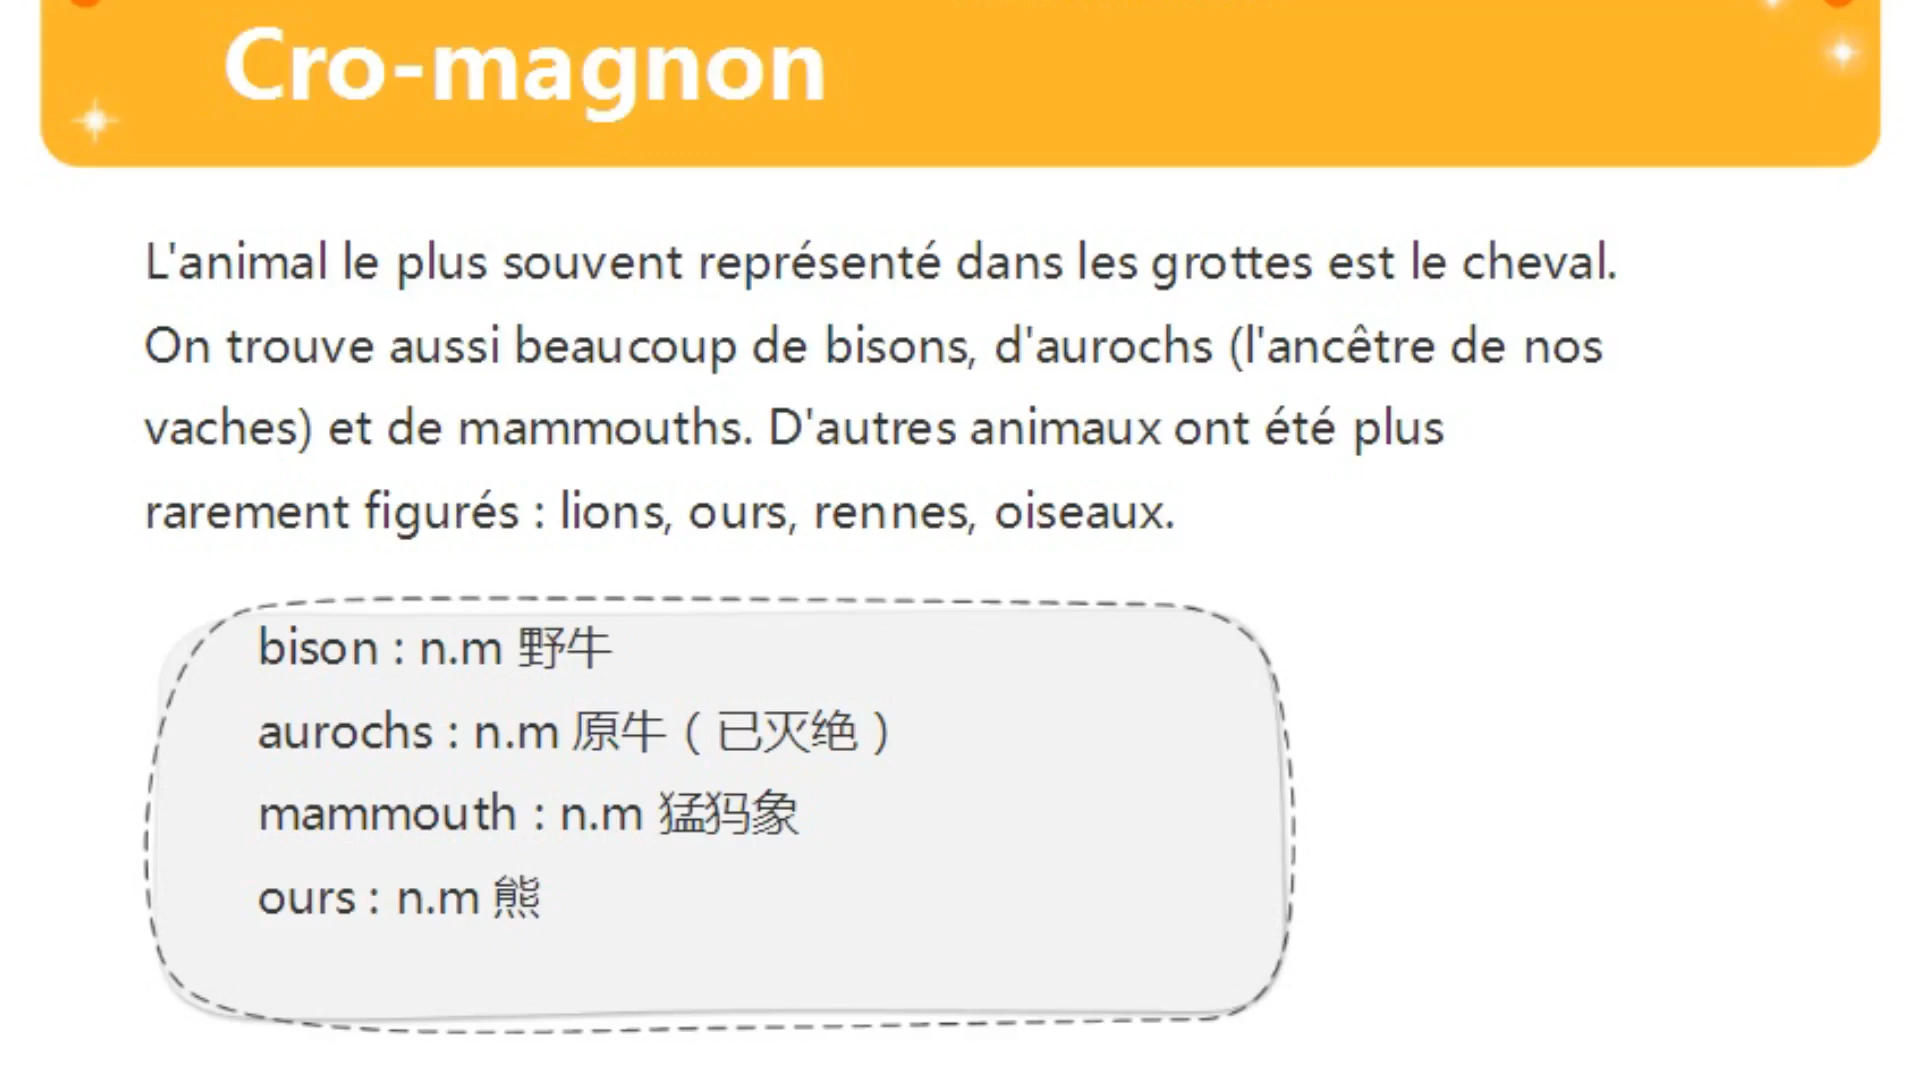 Cro-magnon
L'animal le plus souvent représenté dans les grottes est le cheval.
On trouve aussi beaucoup de bisons, d'aurochs (l'ancêtre de nos
vaches) et de mammouths. D'autres animaux ont été plus
rarement figurés : lions, ours, rennes, oiseaux.
bison : n.m 野牛
aurochs : n.m 原牛（已灭绝）
mammouth : n.m 猛犸象
ours : n.m 熊